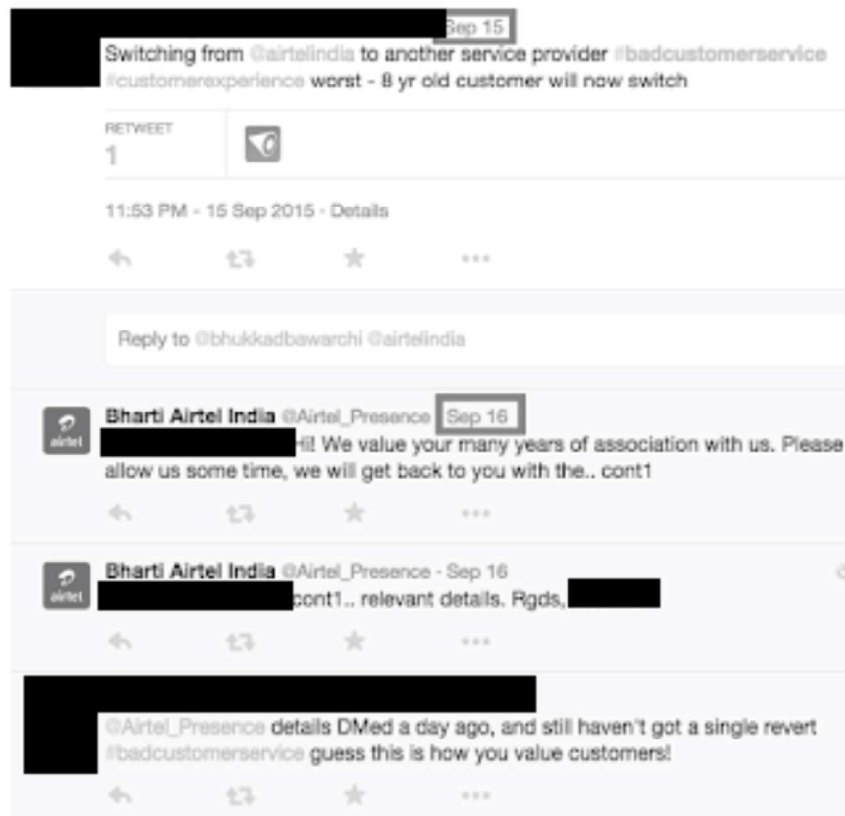 Sep 15
Switching from @airtelindia to another service provider #badcustomerservice
#customerexperience worst - 8 yr old customer will now switch
RETWEET
1
11:53 PM - 15 Sep 2015 · Details
Reply to @bhukkadbawarchi @airtelindia
Bharti Airtel India @Airtel_Presence Sep 16
airtel
Hi! We value your many years of association with us. Please
allow us some time, we will get back to you with the.. cont1
Bharti Airtel India @Airtel_Presence - Sep 16
airtel
cont1.. relevant details. Rgds,
@Airtel_Presence details DMed a day ago, and still haven't got a single revert
#badcustomerservice guess this is how you value customers!